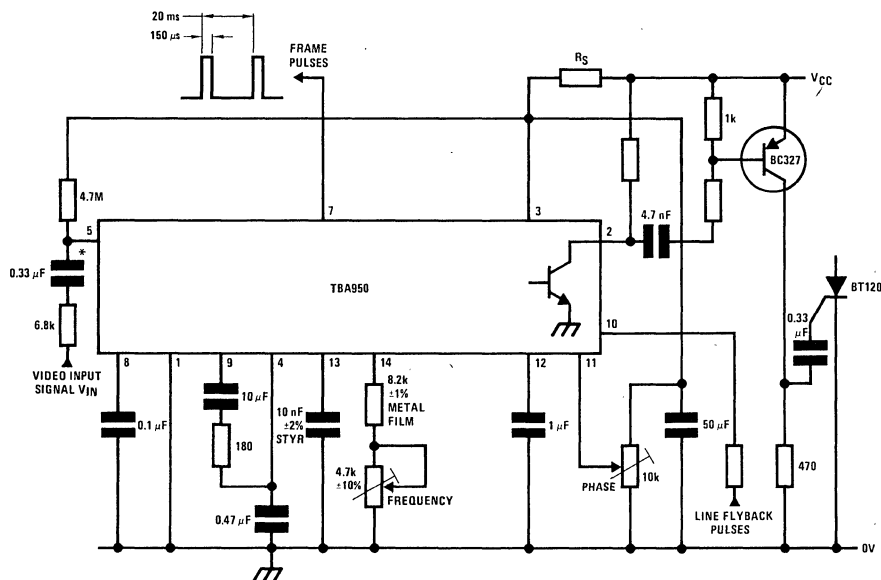 20 ms
150 μs
FRAME
PULSES
RS
VCC
1k
BC327
4.7M
7
3
4.7 nF
5
2
*
0.33 μF
TBA950
BT120
6.8k
10
0.33
μF
VIDEO INPUT
SIGNAL VIN
8
1
9
4
13
14
12
11
0.1 μF
10 μF
180
10 nF
±2%
STYR
8.2k
±1%
METAL
FILM
1 μF
50 μF
4.7k
±10%
FREQUENCY
PHASE
10k
470
LINE FLYBACK
PULSES
0.47 μF
0V